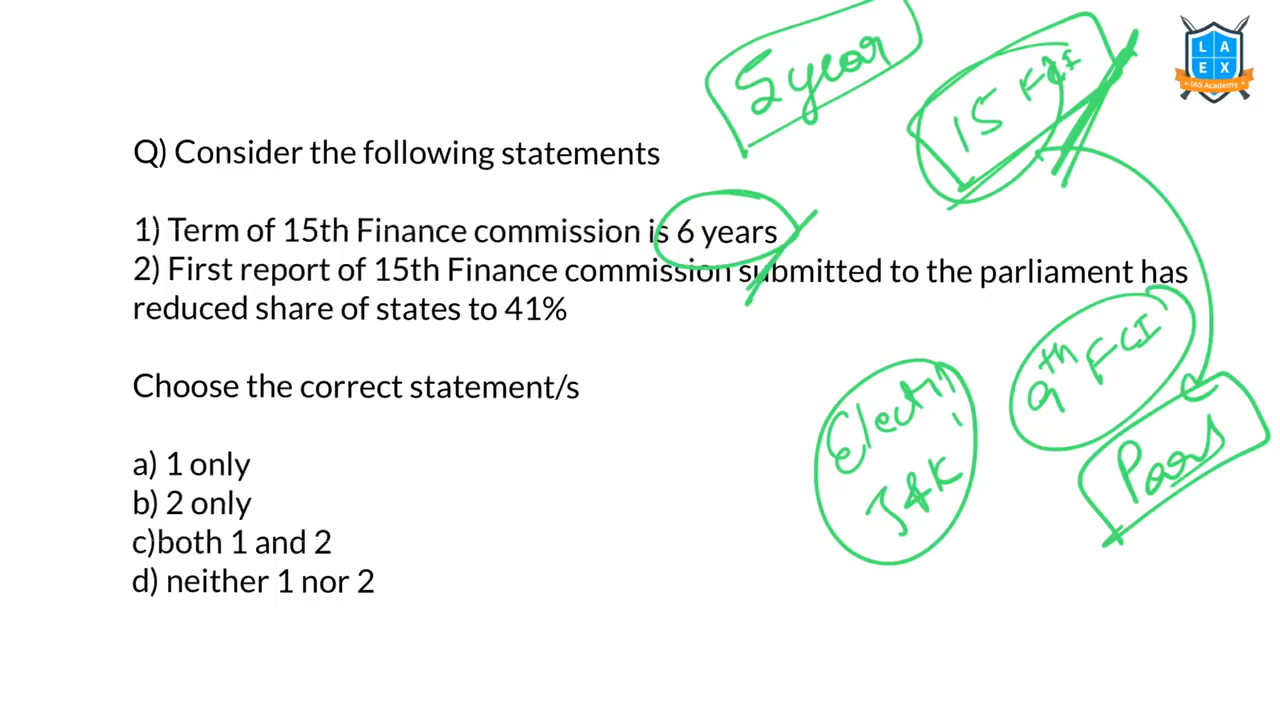 5 year
15 FCI
L A
E X
IAS Academy
Q) Consider the following statements
1) Term of 15th Finance commission is 6 years
2) First report of 15th Finance commission submitted to the parliament has
reduced share of states to 41%
9th FCI
Choose the correct statement/s
J&K
a) 1 only
b) 2 only
c)both 1 and 2
d) neither 1 nor 2